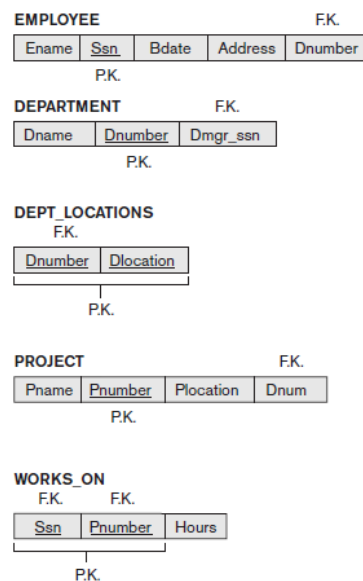 EMPLOYEE F.K.
Ename Ssn Bdate Address Dnumber
P.K.
DEPARTMENT F.K.
Dname Dnumber Dmgr_ssn
P.K.
DEPT_LOCATIONS
F.K.
Dnumber Dlocation
P.K.
PROJECT F.K.
Pname Pnumber Plocation Dnum
P.K.
WORKS_ON
F.K. F.K.
Ssn Pnumber Hours
P.K.